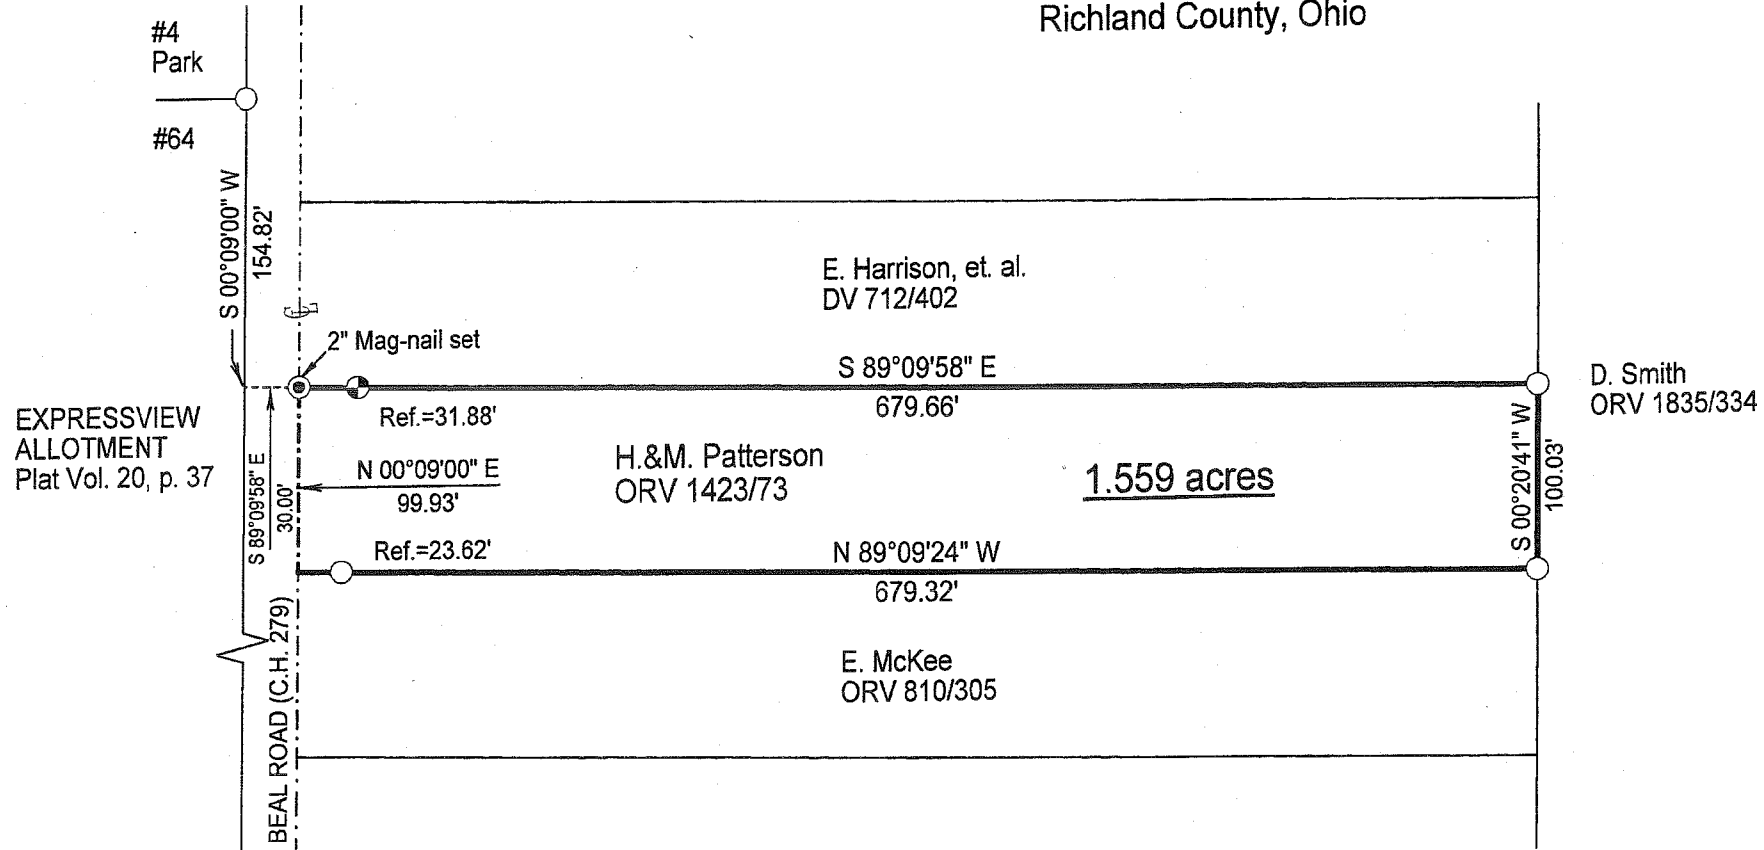 Richland County, Ohio
#4
Park
#64
S 00°09'00" W
154.82'
E. Harrison, et. al.
DV 712/402
2" Mag-nail set
S 89°09'58" E
679.66'
D. Smith
ORV 1835/334
EXPRESSVIEW
ALLOTMENT
Plat Vol. 20, p. 37
S 89°09'58" E
30.00'
Ref.=31.88'
N 00°09'00" E
99.93'
H.&M. Patterson
ORV 1423/73
1.559 acres
S 00°20'41" W
100.03'
Ref.=23.62'
N 89°09'24" W
679.32'
BEAL ROAD (C.H. 279)
E. McKee
ORV 810/305